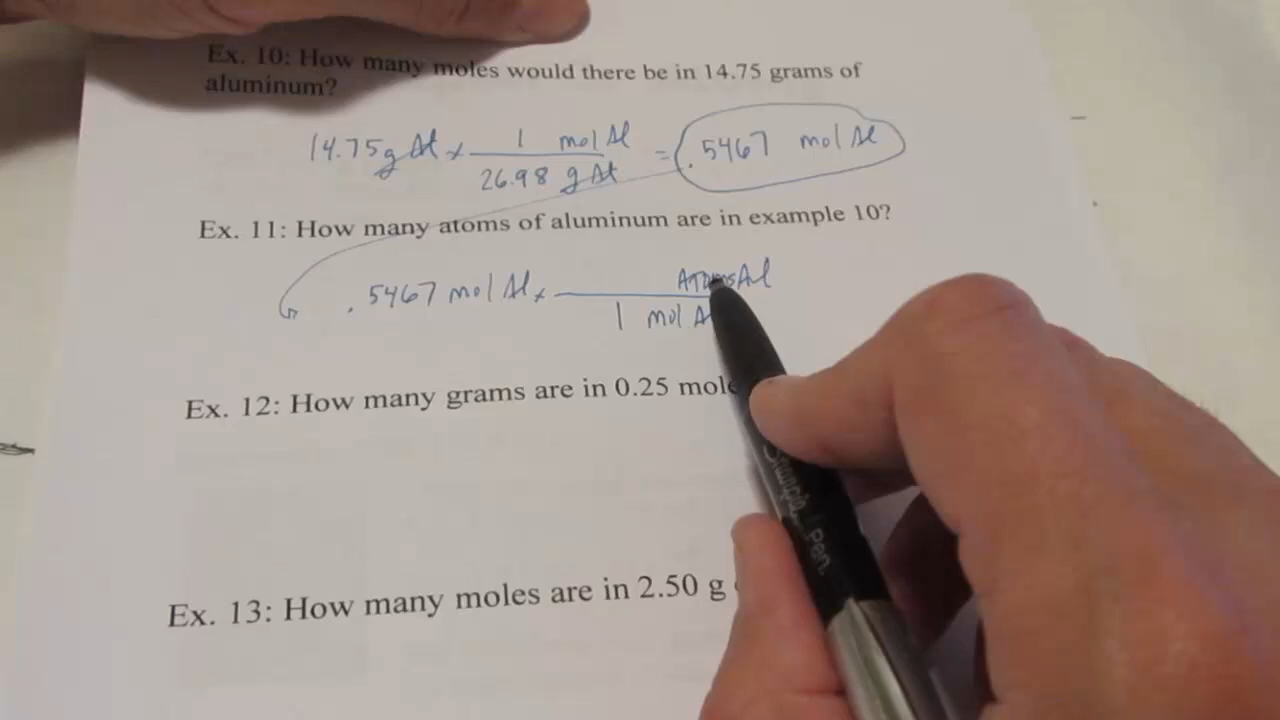 Ex. 10: How many moles would there be in 14.75 grams of
aluminum?
14.75g Al x 1 mol Al / 26.98 g Al = .5467 mol Al
Ex. 11: How many atoms of aluminum are in example 10?
.5467 mol Al x Atoms Al / 1 mol
Ex. 12: How many grams are in 0.25
Ex. 13: How many moles are in 2.50 g
Sharpie Pen.